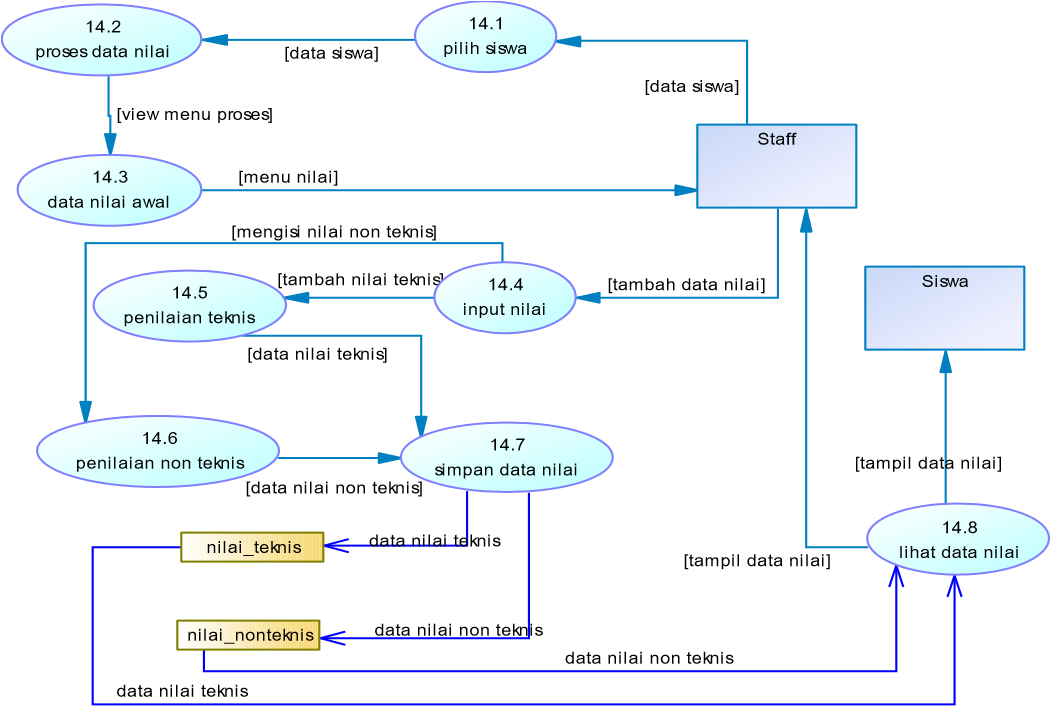 14.2
proses data nilai
14.1
pilih siswa
[data siswa]
[data siswa]
[view menu proses]
Staff
14.3
data nilai awal
[menu nilai]
[mengisi nilai non teknis]
[tambah nilai teknis]
14.4
input nilai
[tambah data nilai]
Siswa
14.5
penilaian teknis
[data nilai teknis]
14.6
penilaian non teknis
14.7
simpan data nilai
[data nilai non teknis]
[tampil data nilai]
14.8
lihat data nilai
[tampil data nilai]
nilai_teknis
data nilai teknis
nilai_nonteknis
data nilai non teknis
data nilai non teknis
data nilai teknis